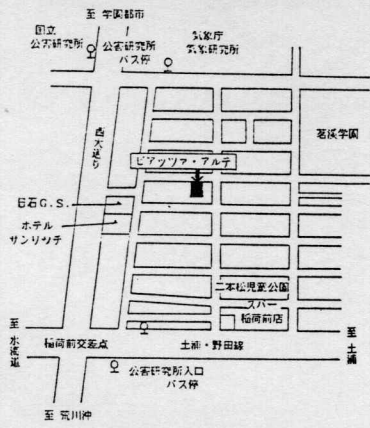 至 学園都市
国立
公害研究所
公害研究所
バス停
気象庁
気象研究所
西大通り
茗溪学園
ピアッツァ・アルテ
日石G.S.
ホテル
サンリッチ
二本松児童公園
スパー
稲荷前店
至 水海道
稲荷前交差点
土浦・野田線
至 土浦
公害研究所入口
バス停
至 荒川沖